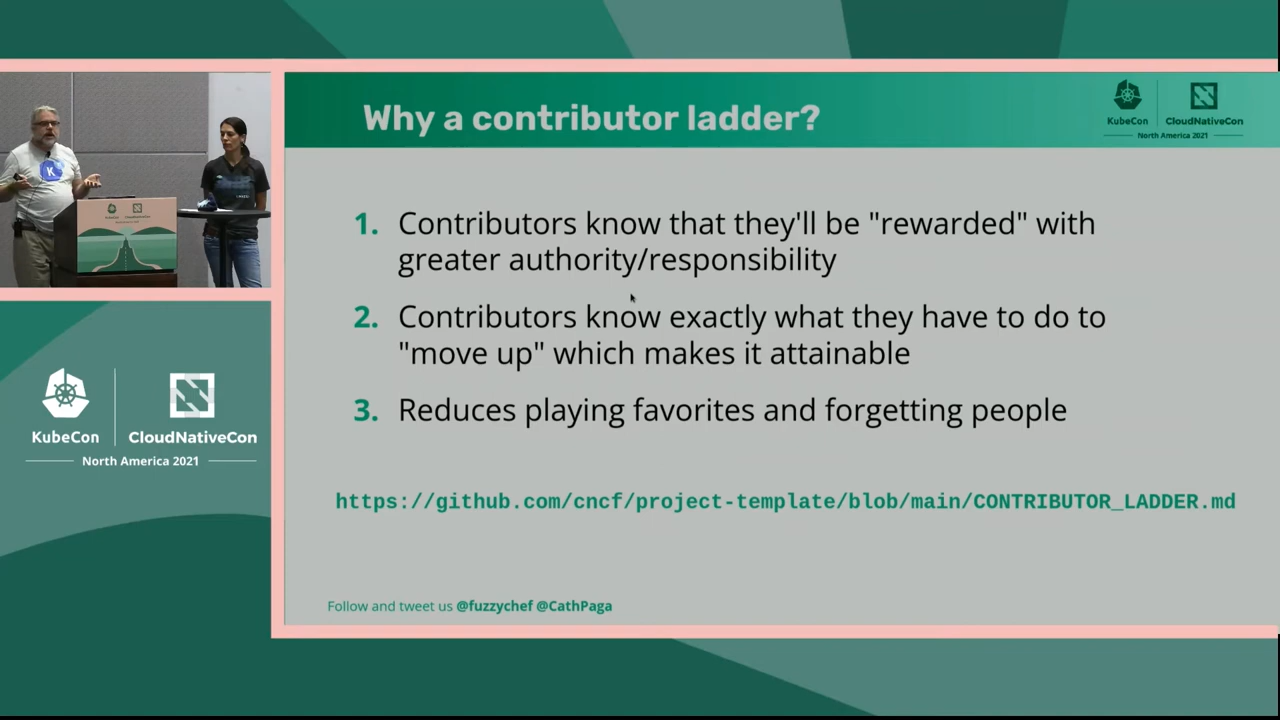 Why a contributor ladder?
KubeCon
CloudNativeCon
North America 2021
1. Contributors know that they'll be "rewarded" with
greater authority/responsibility
2. Contributors know exactly what they have to do to
"move up" which makes it attainable
3. Reduces playing favorites and forgetting people
https://github.com/cncf/project-template/blob/main/CONTRIBUTOR_LADDER.md
Follow and tweet us @fuzzychef @CathPaga
KubeCon
CloudNativeCon
North America 2021